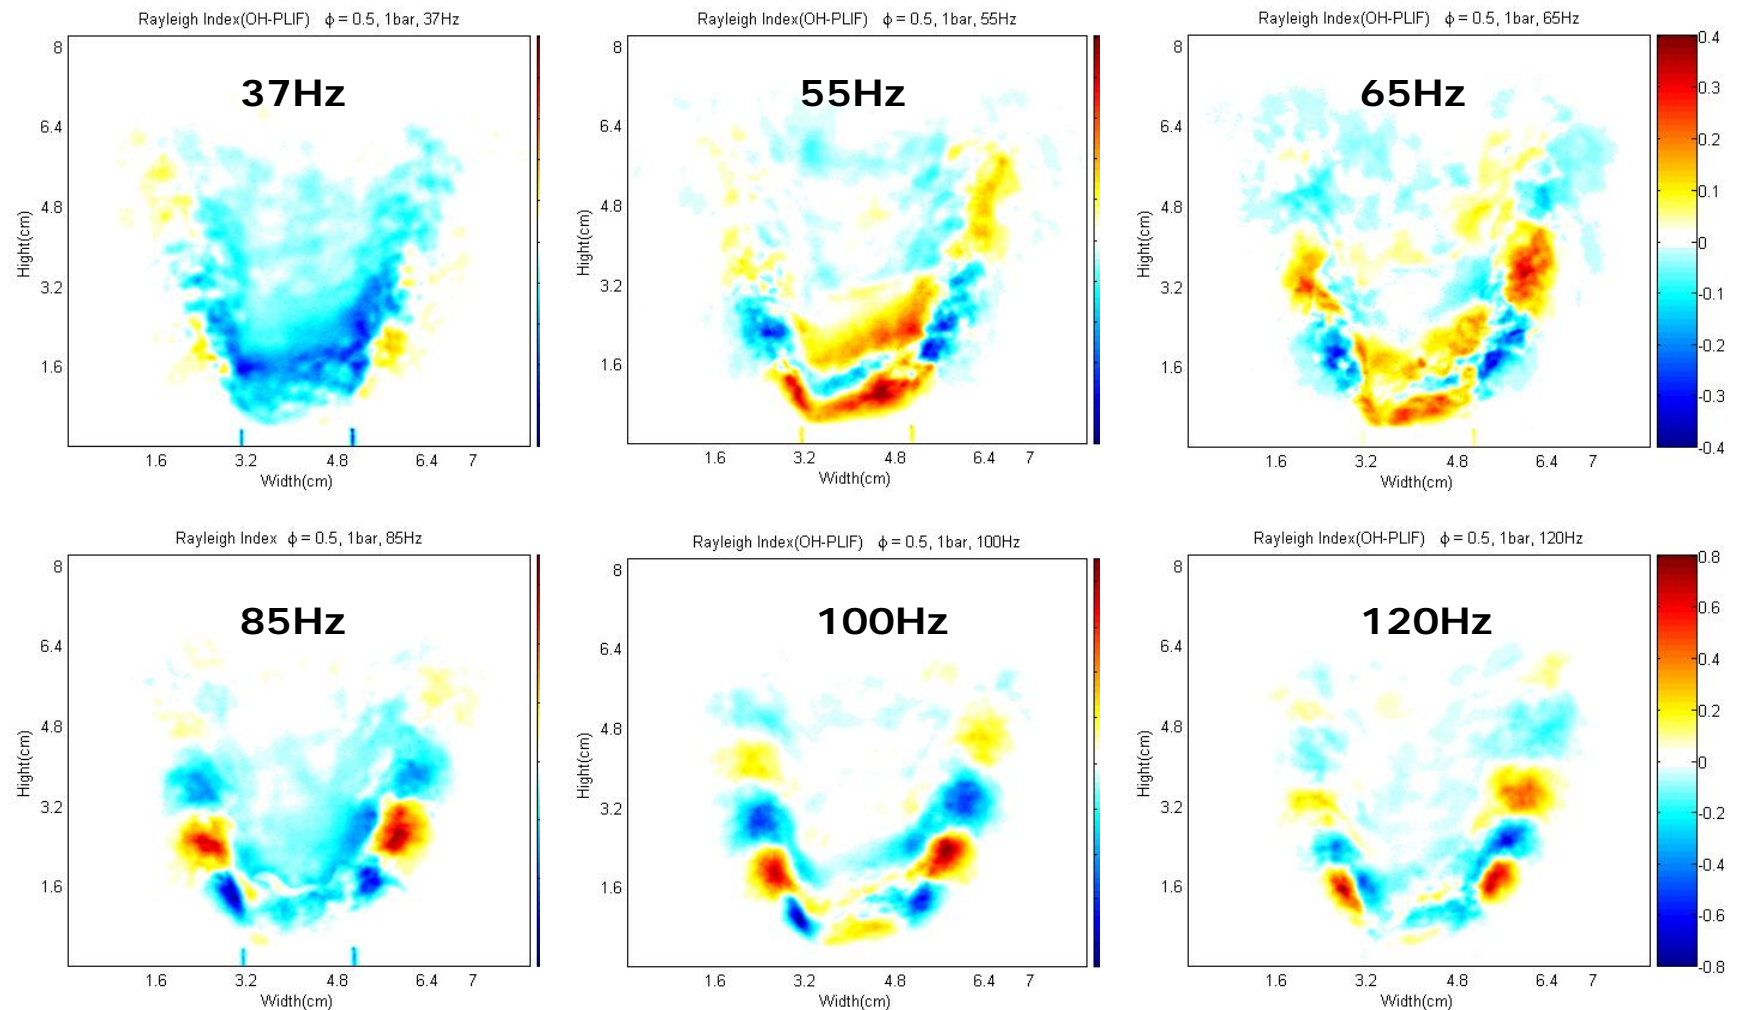 Rayleigh Index(OH-PLIF) ϕ = 0.5, 1bar, 37Hz
37Hz
8
6.4
4.8
3.2
1.6
Hight(cm)
1.6 3.2 4.8 6.4 7
Width(cm)
Rayleigh Index(OH-PLIF) ϕ = 0.5, 1bar, 55Hz
55Hz
8
6.4
4.8
3.2
1.6
Hight(cm)
1.6 3.2 4.8 6.4 7
Width(cm)
Rayleigh Index(OH-PLIF) ϕ = 0.5, 1bar, 65Hz
65Hz
8
6.4
4.8
3.2
1.6
Hight(cm)
1.6 3.2 4.8 6.4 7
Width(cm)
0.4
0.3
0.2
0.1
0
-0.1
-0.2
-0.3
-0.4
Rayleigh Index ϕ = 0.5, 1bar, 85Hz
85Hz
8
6.4
4.8
3.2
1.6
Hight(cm)
1.6 3.2 4.8 6.4 7
Width(cm)
Rayleigh Index(OH-PLIF) ϕ = 0.5, 1bar, 100Hz
100Hz
8
6.4
4.8
3.2
1.6
Hight(cm)
1.6 3.2 4.8 6.4 7
Width(cm)
Rayleigh Index(OH-PLIF) ϕ = 0.5, 1bar, 120Hz
120Hz
8
6.4
4.8
3.2
1.6
Hight(cm)
1.6 3.2 4.8 6.4 7
Width(cm)
0.8
0.6
0.4
0.2
0
-0.2
-0.4
-0.6
-0.8